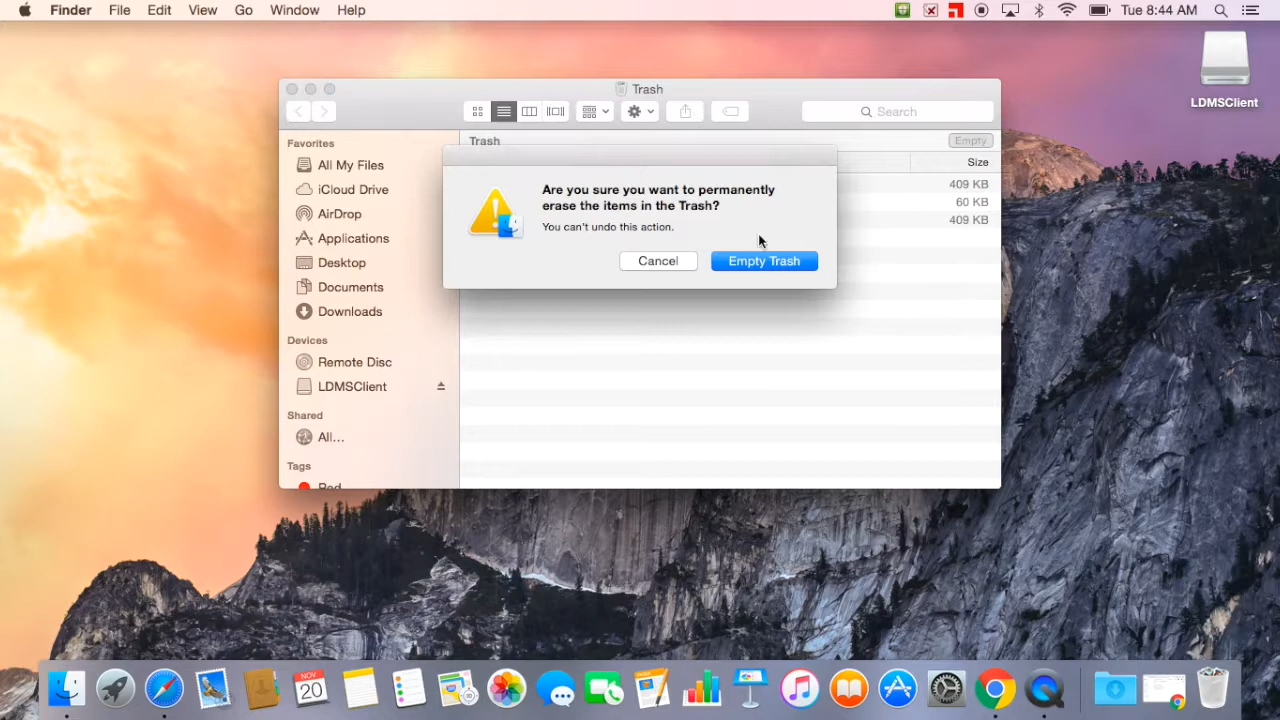 Finder File Edit View Go Window Help Tue 8:44 AM
LDMSClient
Trash
Search
Favorites
All My Files
iCloud Drive
AirDrop
Applications
Desktop
Documents
Downloads
Devices
Remote Disc
LDMSClient
Shared
All...
Tags
Red
Trash Empty
Size
409 KB
60 KB
409 KB
Are you sure you want to permanently
erase the items in the Trash?
You can't undo this action.
Cancel Empty Trash
NOV
20